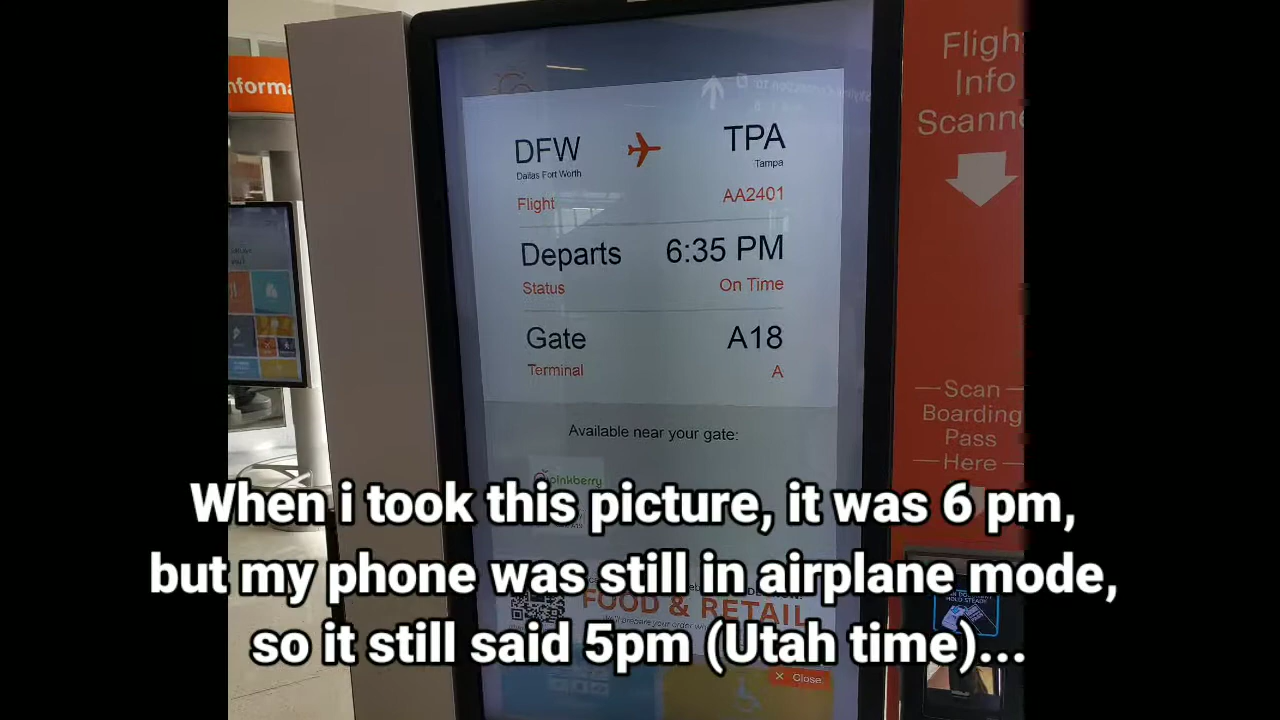 nforma
Fligh
Info
Scanne
DFW
TPA
Dallas Fort Worth
Tampa
Flight
AA2401
Departs
6:35 PM
Status
On Time
Gate
A18
Terminal
A
Available near your gate:
Scan
Boarding
Pass
Here
pinkberry
When i took this picture, it was 6 pm,
but my phone was still in airplane mode,
so it still said 5pm (Utah time)...
FOOD & RETAIL
Close